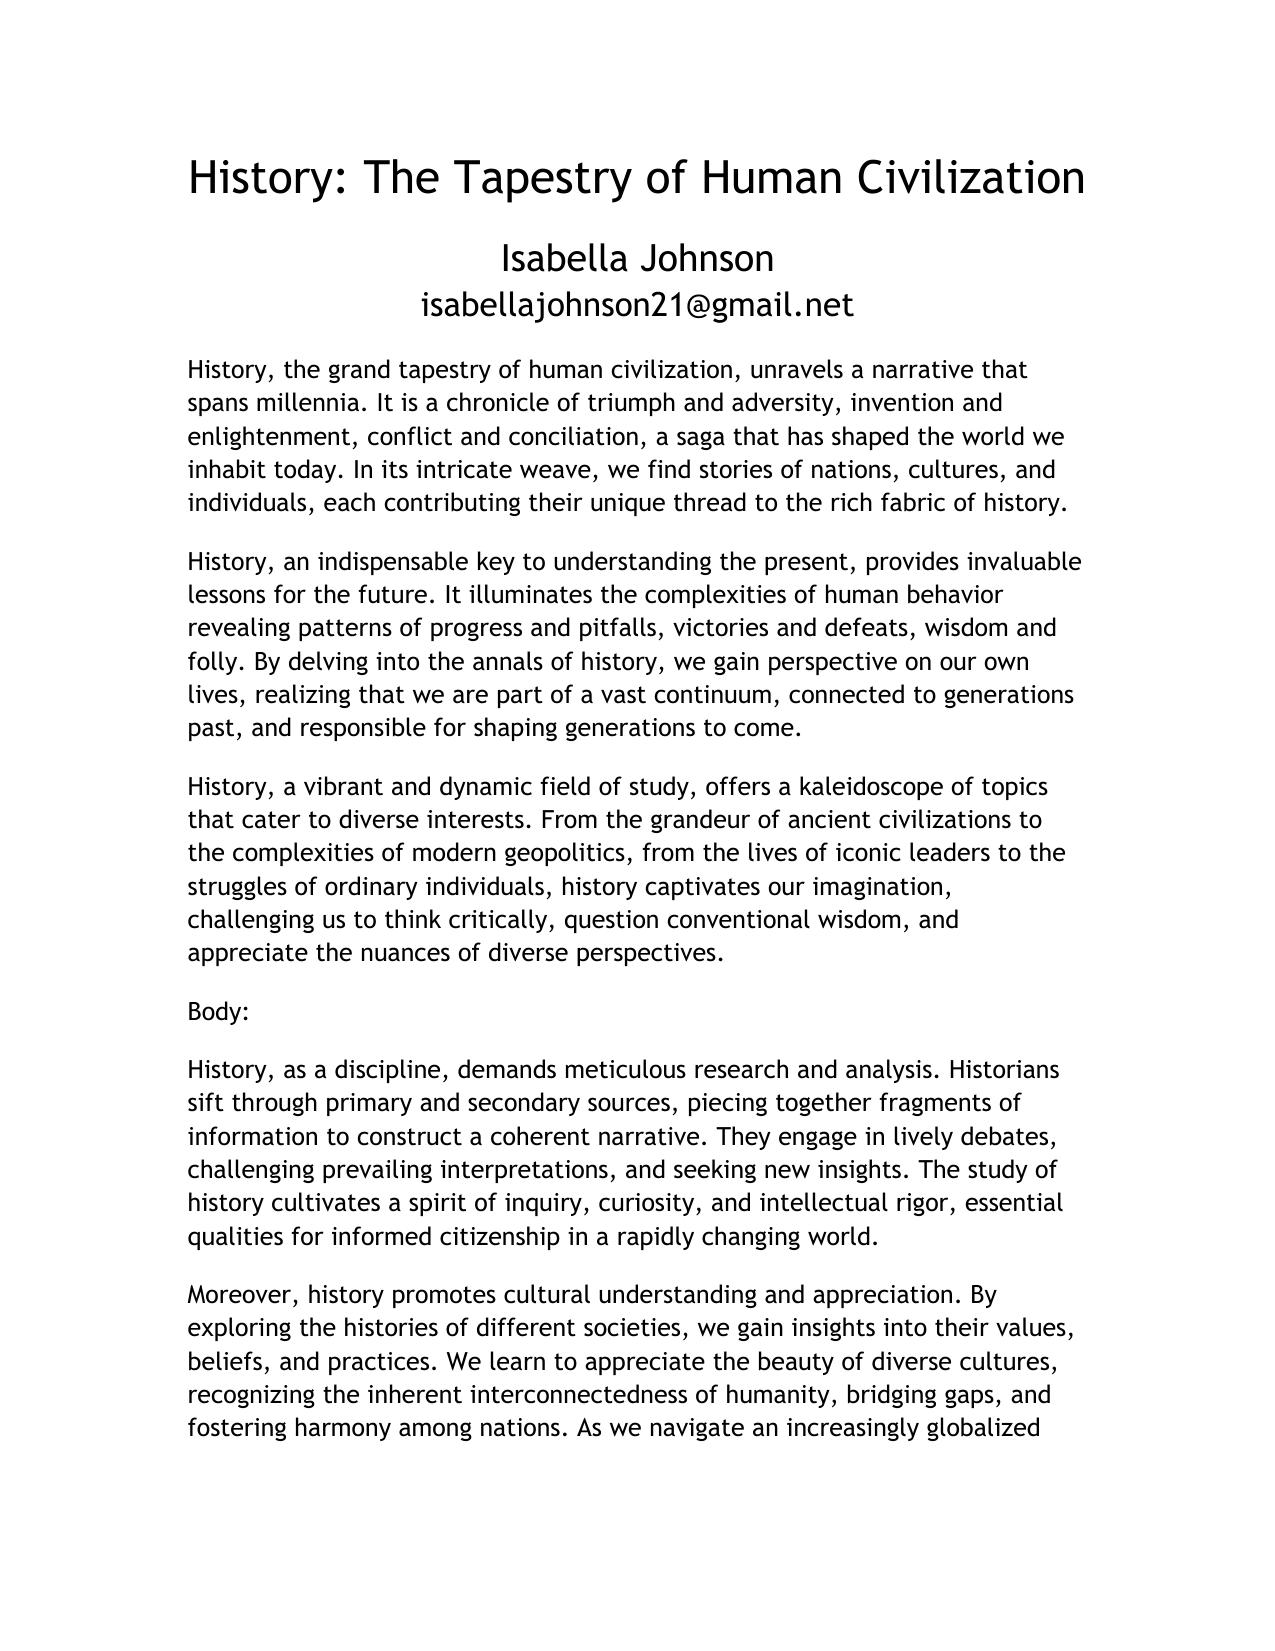 History: The Tapestry of Human Civilization
Isabella Johnson
isabellajohnson21@gmail.net
History, the grand tapestry of human civilization, unravels a narrative that
spans millennia. It is a chronicle of triumph and adversity, invention and
enlightenment, conflict and conciliation, a saga that has shaped the world we
inhabit today. In its intricate weave, we find stories of nations, cultures, and
individuals, each contributing their unique thread to the rich fabric of history.
History, an indispensable key to understanding the present, provides invaluable
lessons for the future. It illuminates the complexities of human behavior
revealing patterns of progress and pitfalls, victories and defeats, wisdom and
folly. By delving into the annals of history, we gain perspective on our own
lives, realizing that we are part of a vast continuum, connected to generations
past, and responsible for shaping generations to come.
History, a vibrant and dynamic field of study, offers a kaleidoscope of topics
that cater to diverse interests. From the grandeur of ancient civilizations to
the complexities of modern geopolitics, from the lives of iconic leaders to the
struggles of ordinary individuals, history captivates our imagination,
challenging us to think critically, question conventional wisdom, and
appreciate the nuances of diverse perspectives.
Body:
History, as a discipline, demands meticulous research and analysis. Historians
sift through primary and secondary sources, piecing together fragments of
information to construct a coherent narrative. They engage in lively debates,
challenging prevailing interpretations, and seeking new insights. The study of
history cultivates a spirit of inquiry, curiosity, and intellectual rigor, essential
qualities for informed citizenship in a rapidly changing world.
Moreover, history promotes cultural understanding and appreciation. By
exploring the histories of different societies, we gain insights into their values,
beliefs, and practices. We learn to appreciate the beauty of diverse cultures,
recognizing the inherent interconnectedness of humanity, bridging gaps, and
fostering harmony among nations. As we navigate an increasingly globalized